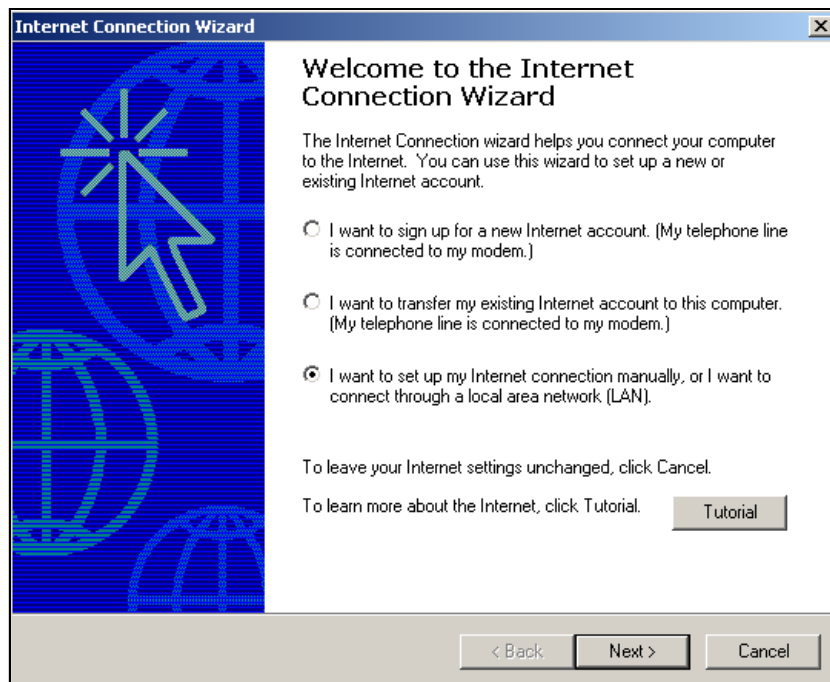 Internet Connection Wizard
Welcome to the Internet
Connection Wizard
The Internet Connection wizard helps you connect your computer
to the Internet. You can use this wizard to set up a new or
existing Internet account.
I want to sign up for a new Internet account. (My telephone line
is connected to my modem.)
I want to transfer my existing Internet account to this computer.
(My telephone line is connected to my modem.)
I want to set up my Internet connection manually, or I want to
connect through a local area network (LAN).
To leave your Internet settings unchanged, click Cancel.
To learn more about the Internet, click Tutorial.
Tutorial
< Back
Next >
Cancel